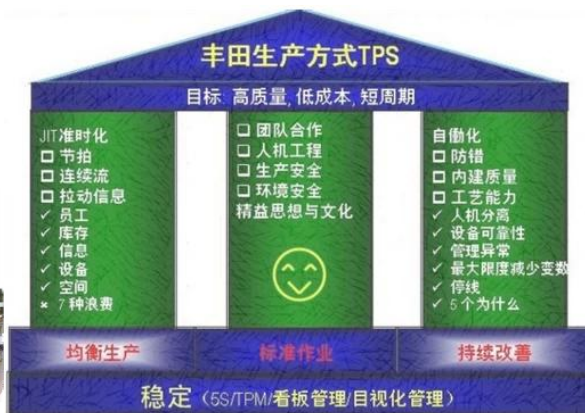 丰田生产方式TPS
目标: 高质量, 低成本, 短周期
JIT准时化
□ 节拍
□ 连续流
□ 拉动信息
✓ 员工
✓ 库存
✓ 信息
✓ 设备
✓ 空间
× 7种浪费
□ 团队合作
□ 人机工程
□ 生产安全
□ 环境安全
精益思想与文化
自働化
□ 防错
□ 内建质量
□ 工艺能力
✓ 人机分离
✓ 设备可靠性
✓ 管理异常
✓ 最大限度减少变数
✓ 停线
✓ 5个为什么
均衡生产
标准作业
持续改善
稳定（5S/TPM/看板管理/目视化管理）